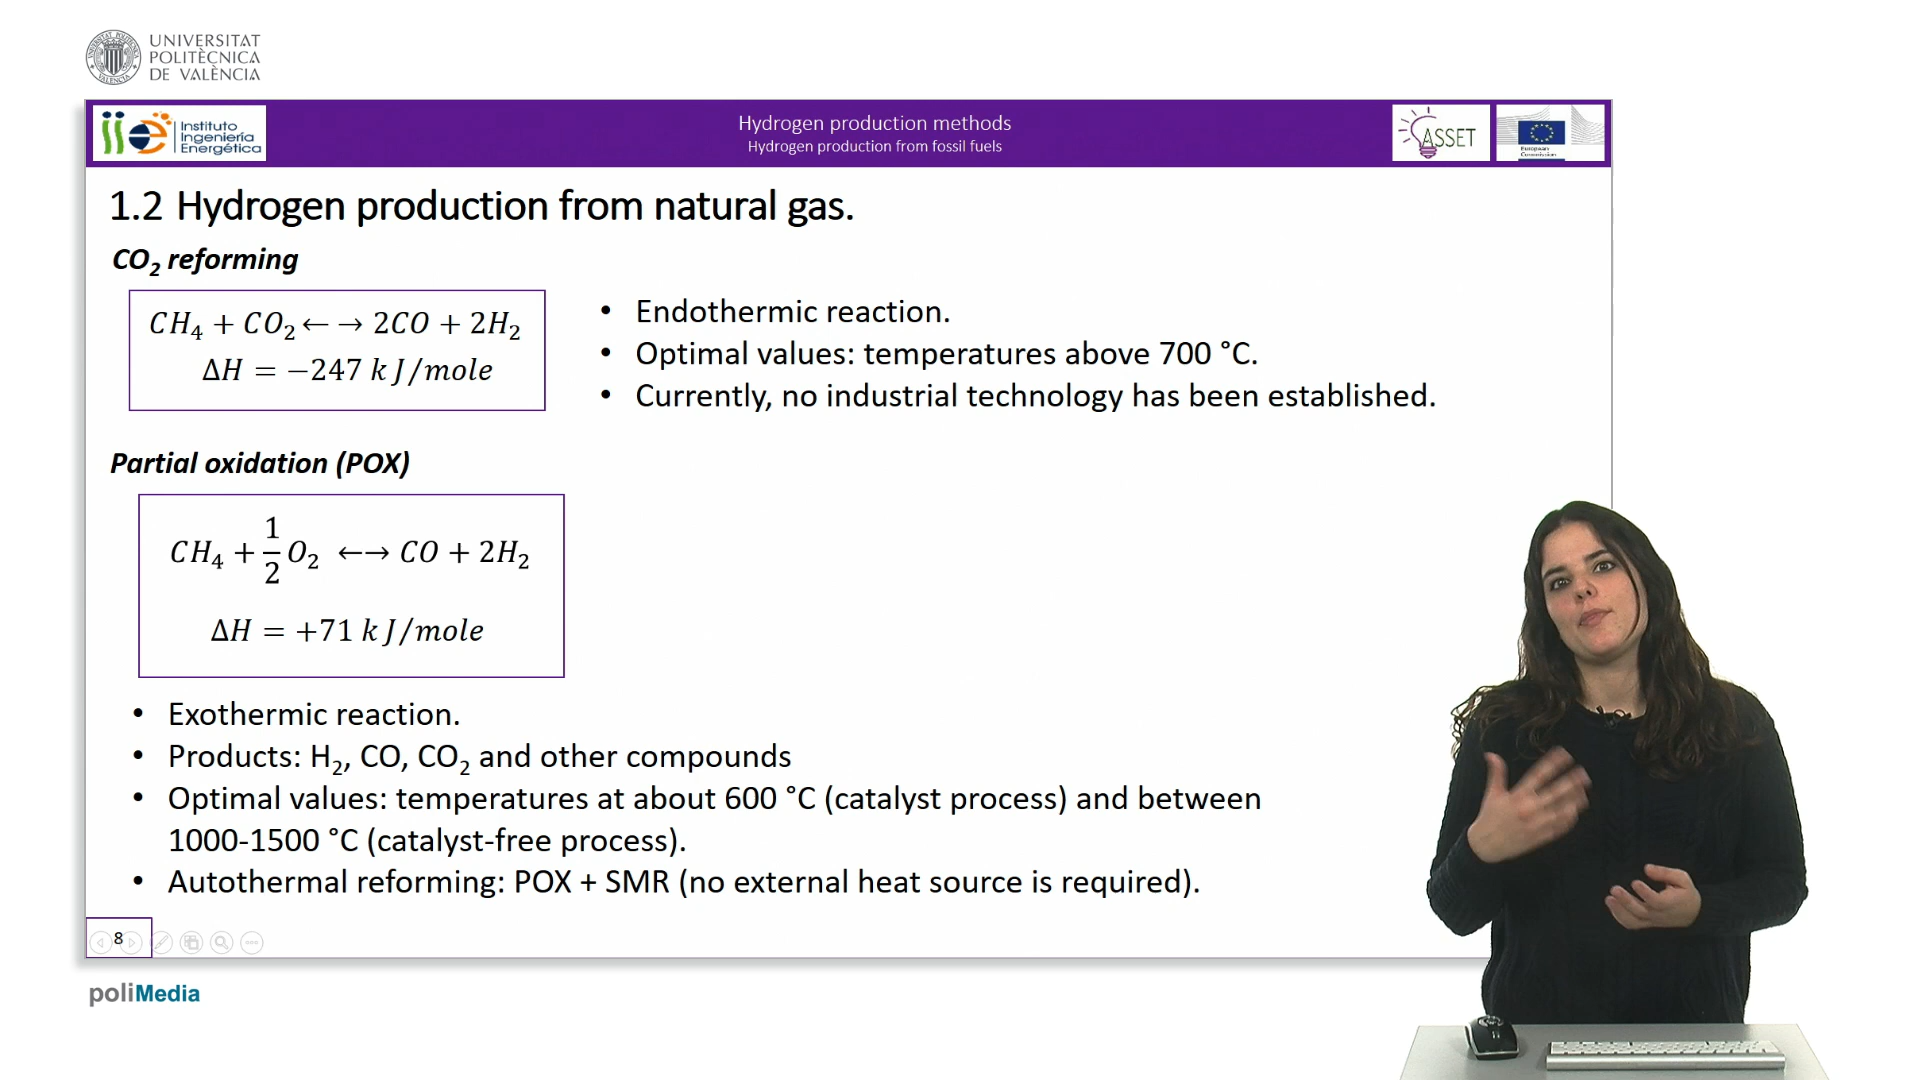 UNIVERSITAT
POLITÈCNICA
DE VALÈNCIA
iie Instituto
Ingeniería
Energética
Hydrogen production methods
Hydrogen production from fossil fuels
ASSET
European
Commission
1.2 Hydrogen production from natural gas.
CO₂ reforming
CH₄ + CO₂ ← → 2CO + 2H₂
ΔH = −247 k J/mole
• Endothermic reaction.
• Optimal values: temperatures above 700 °C.
• Currently, no industrial technology has been established.
Partial oxidation (POX)
CH₄ + 1/2 O₂ ←→ CO + 2H₂
ΔH = +71 k J/mole
• Exothermic reaction.
• Products: H₂, CO, CO₂ and other compounds
• Optimal values: temperatures at about 600 °C (catalyst process) and between
1000-1500 °C (catalyst-free process).
• Autothermal reforming: POX + SMR (no external heat source is required).
8
poliMedia